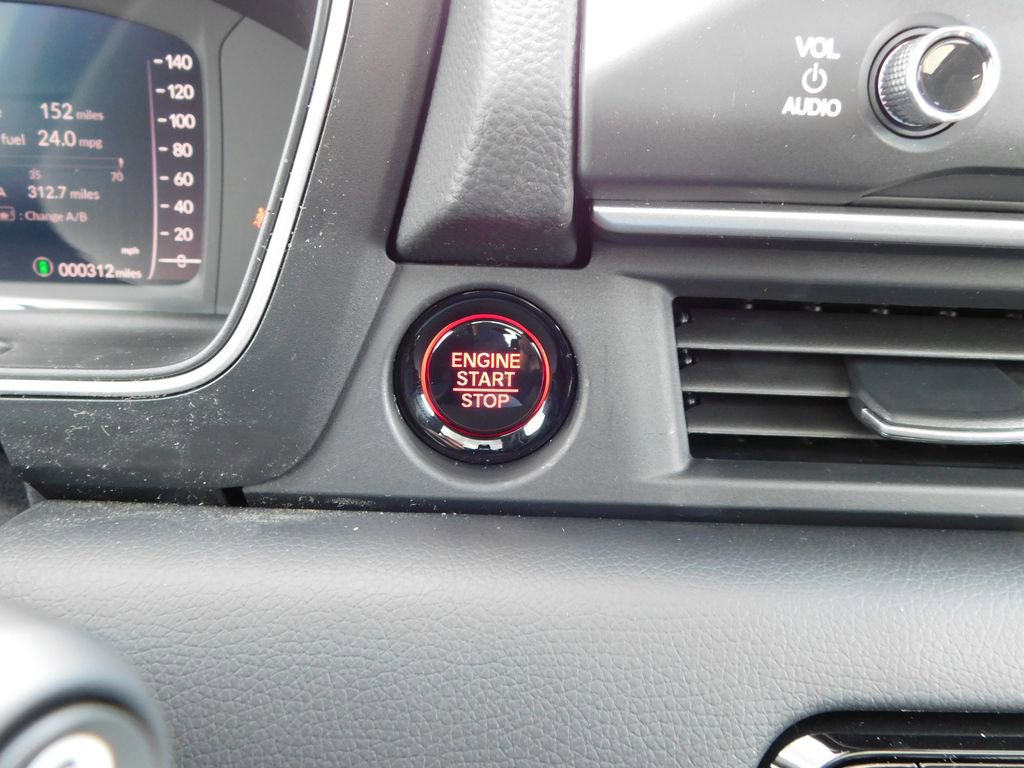 152 miles
fuel 24.0 mpg
35 70
A 312.7 miles
: Change A/B
mph
000312 miles
140
120
100
80
60
40
20
0
ENGINE
START
STOP
VOL
AUDIO